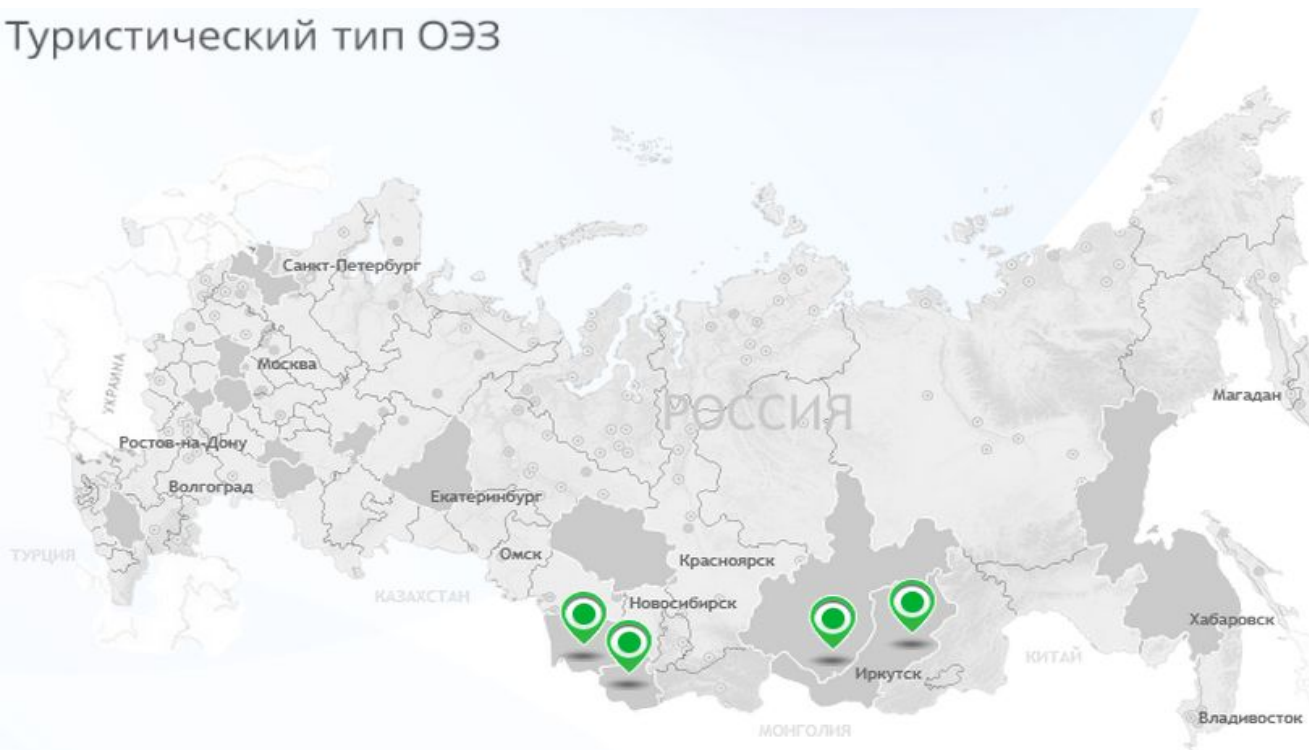 Туристический тип ОЭЗ
Санкт-Петербург
УКРАИНА
Москва
РОССИЯ
Магадан
Ростов-на-Дону
Волгоград
Екатеринбург
ТУРЦИЯ
Омск
Красноярск
КАЗАХСТАН
Новосибирск
Хабаровск
КИТАЙ
Иркутск
Владивосток
МОНГОЛИЯ